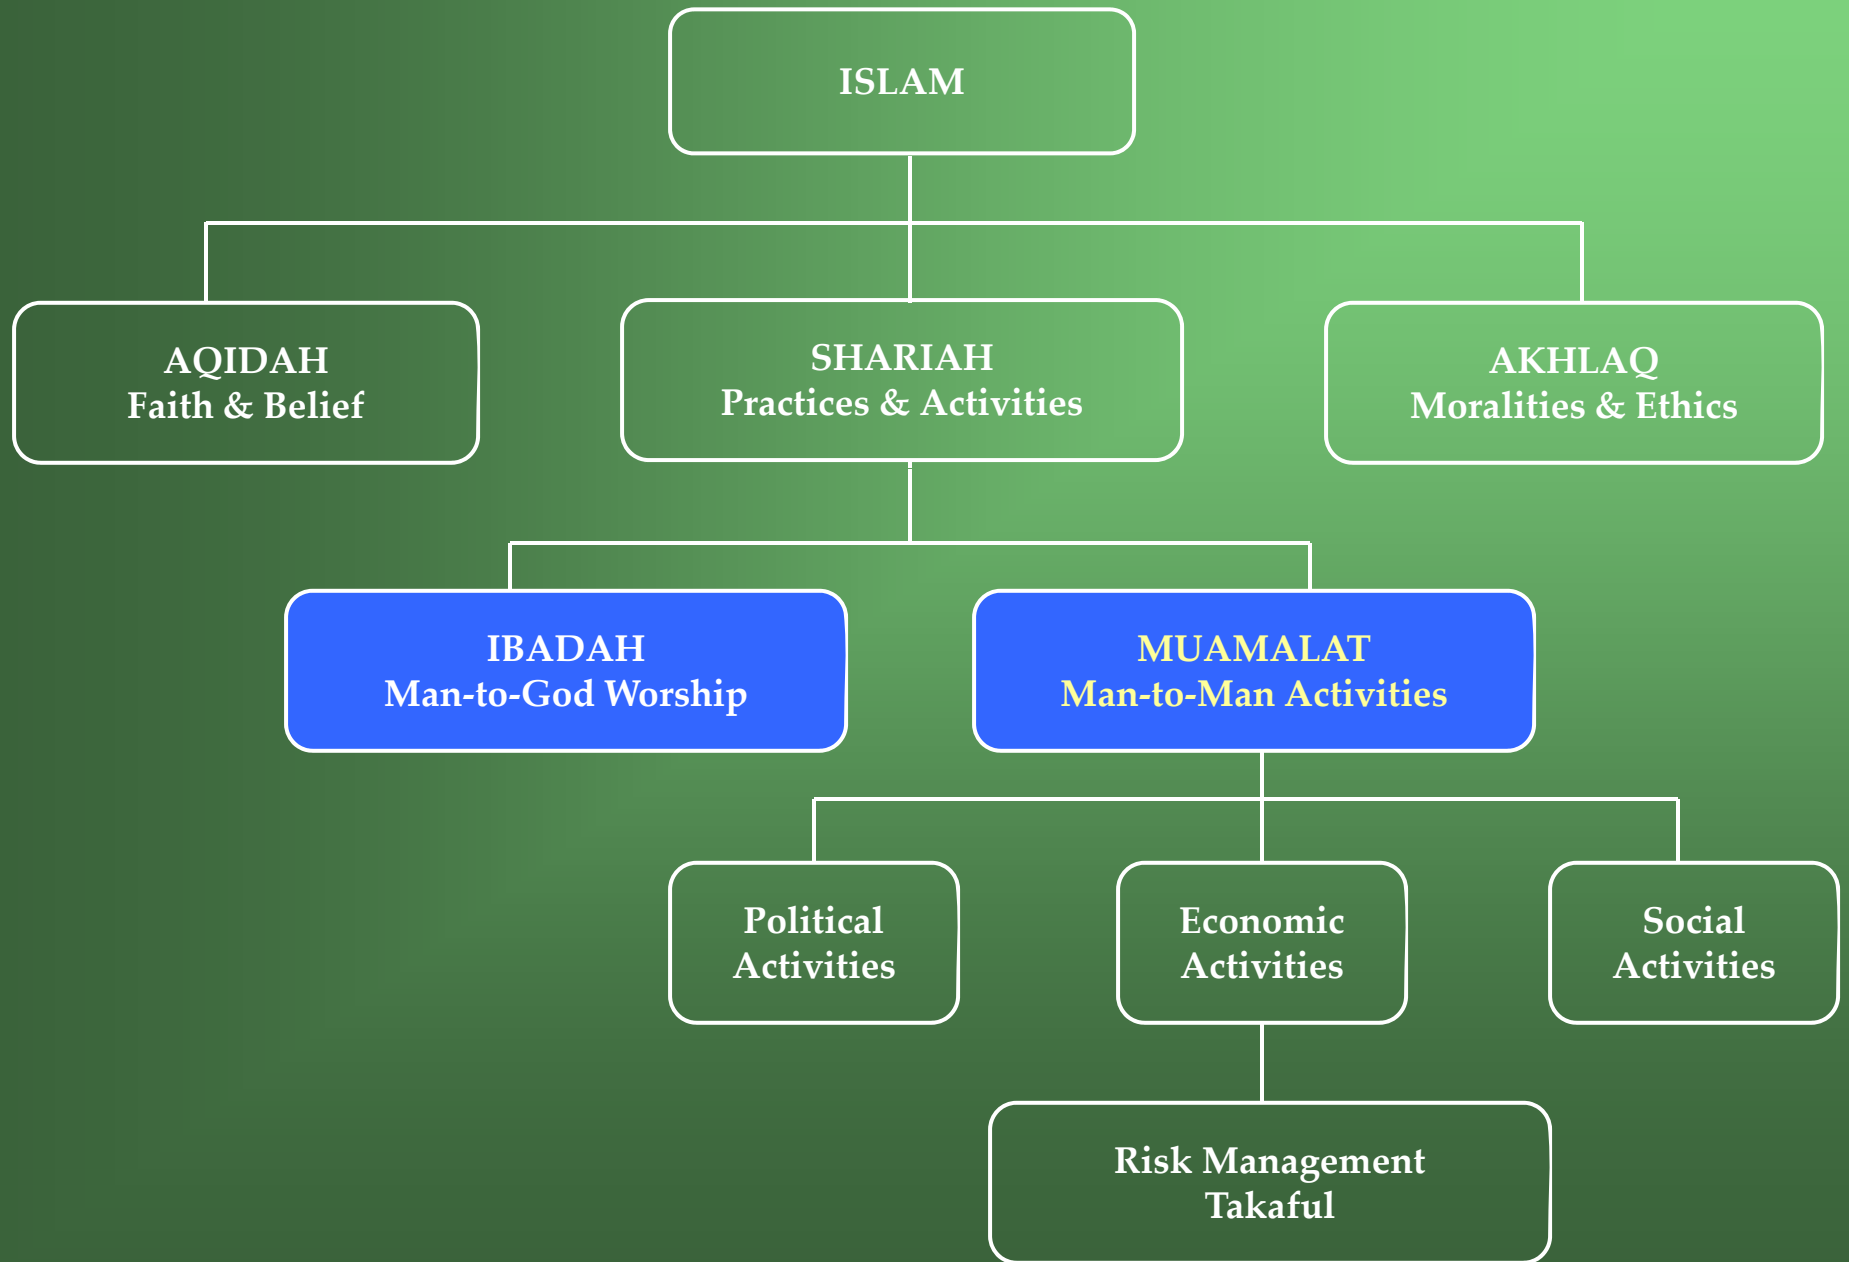 ISLAM
AQIDAH
Faith & Belief
SHARIAH
Practices & Activities
AKHLAQ
Moralities & Ethics
IBADAH
Man-to-God Worship
MUAMALAT
Man-to-Man Activities
Political
Activities
Economic
Activities
Social
Activities
Risk Management
Takaful